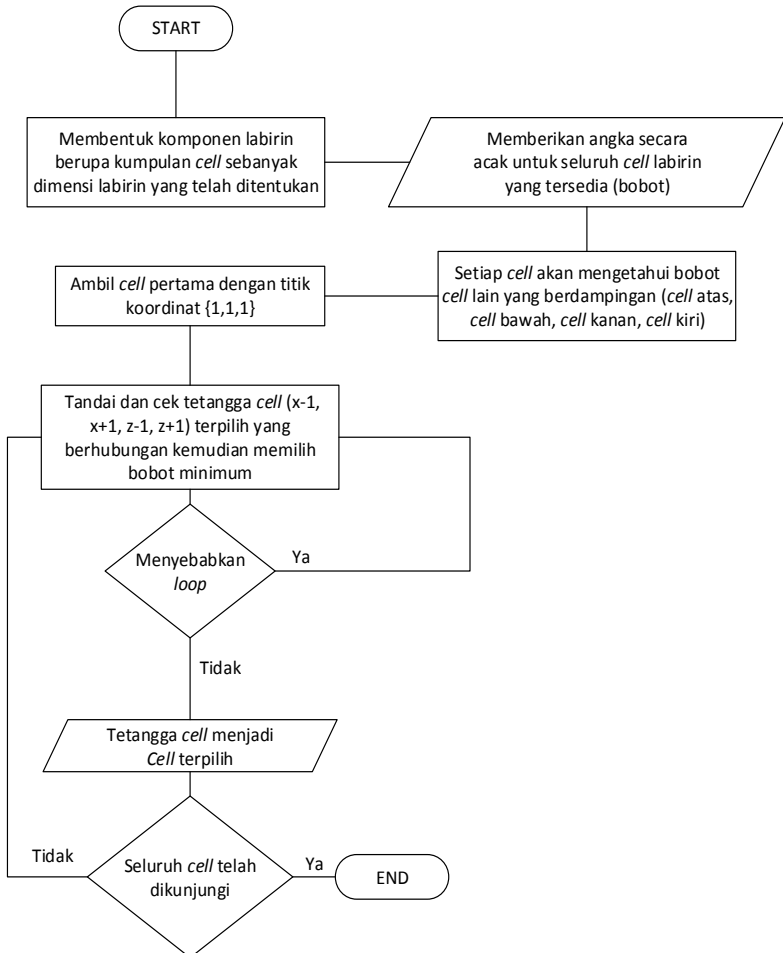 START
Membentuk komponen labirin
berupa kumpulan cell sebanyak
dimensi labirin yang telah ditentukan
Memberikan angka secara
acak untuk seluruh cell labirin
yang tersedia (bobot)
Setiap cell akan mengetahui bobot
cell lain yang berdampingan (cell atas,
cell bawah, cell kanan, cell kiri)
Ambil cell pertama dengan titik
koordinat {1,1,1}
Tandai dan cek tetangga cell (x-1,
x+1, z-1, z+1) terpilih yang
berhubungan kemudian memilih
bobot minimum
Menyebabkan
loop
Ya
Tidak
Tetangga cell menjadi
Cell terpilih
Seluruh cell telah
dikunjungi
Tidak
Ya
END